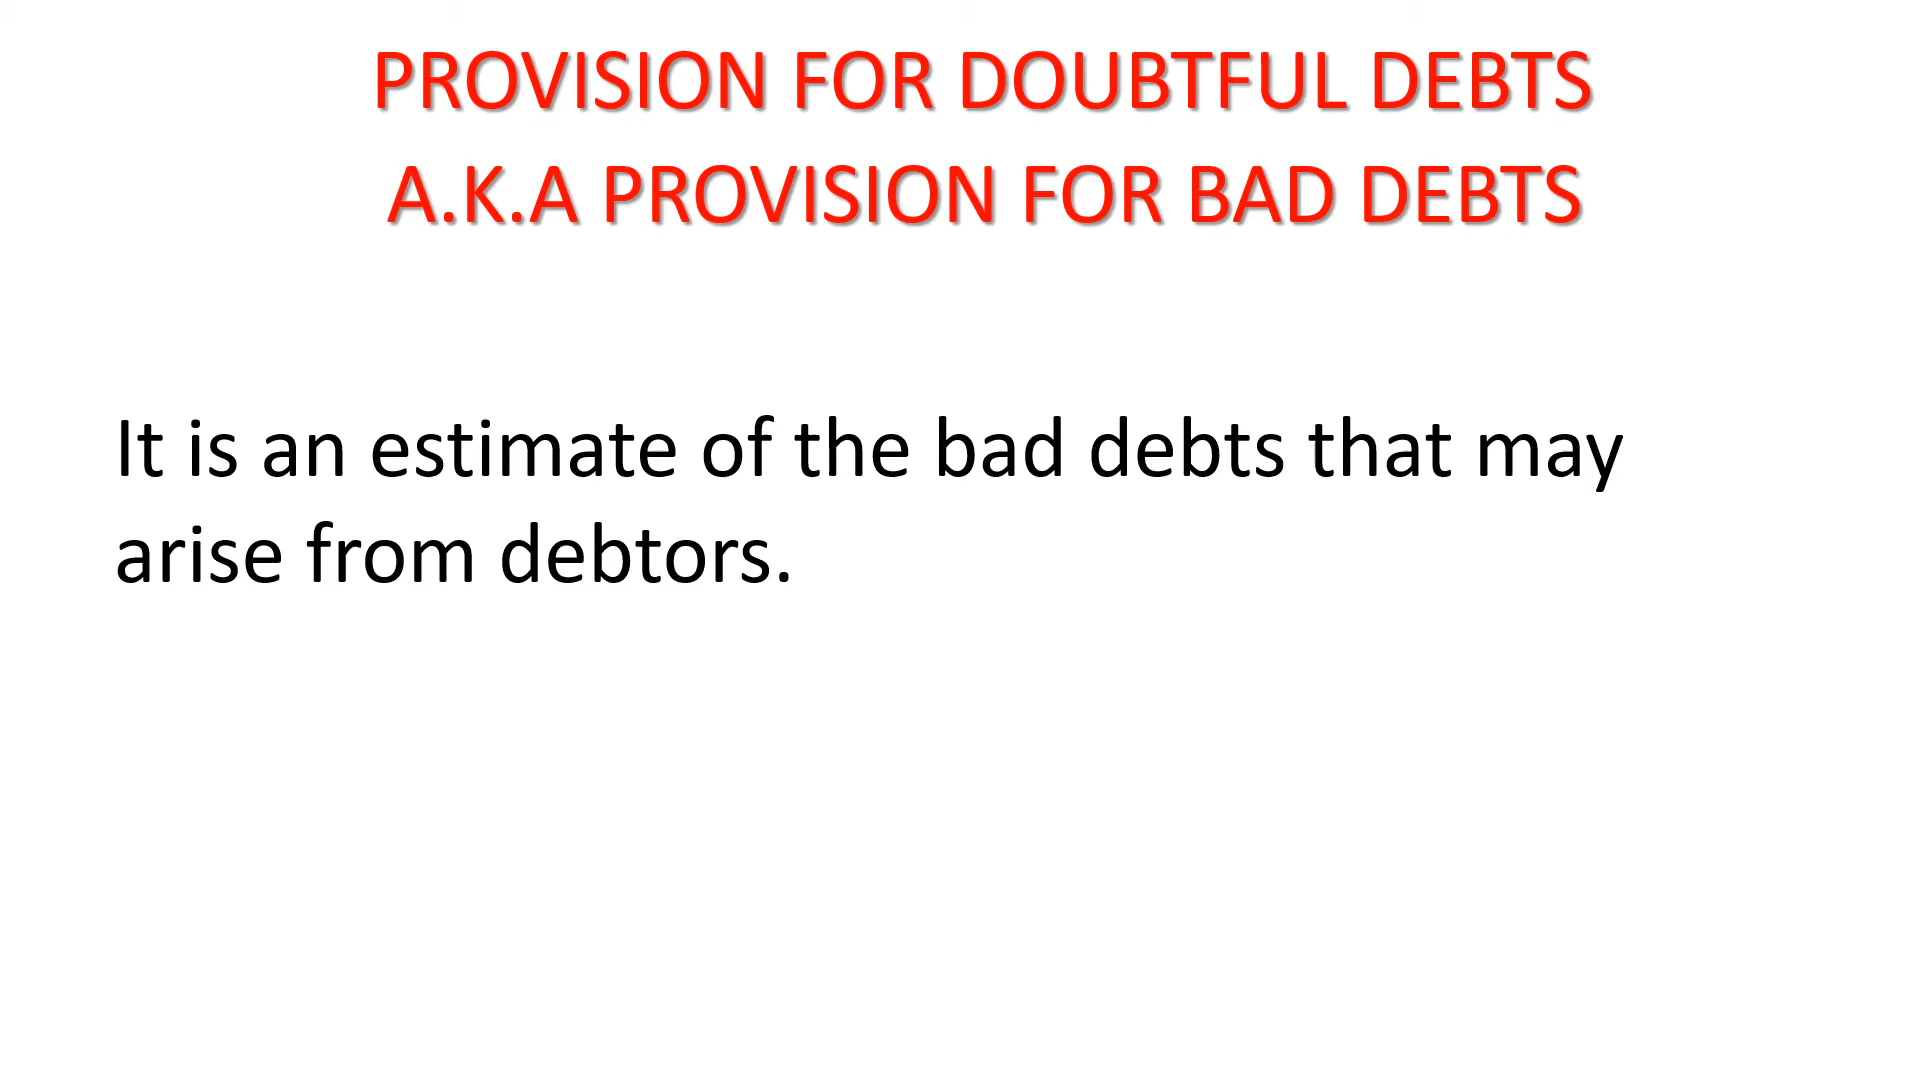 PROVISION FOR DOUBTFUL DEBTS
A.K.A PROVISION FOR BAD DEBTS
It is an estimate of the bad debts that may
arise from debtors.